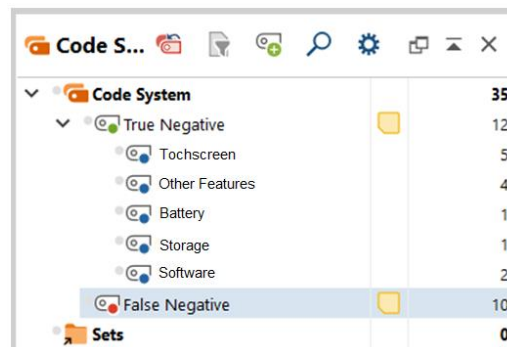 Code S...
Code System 35
True Negative 12
Tochscreen 5
Other Features 4
Battery 1
Storage 1
Software 2
False Negative 10
Sets 0